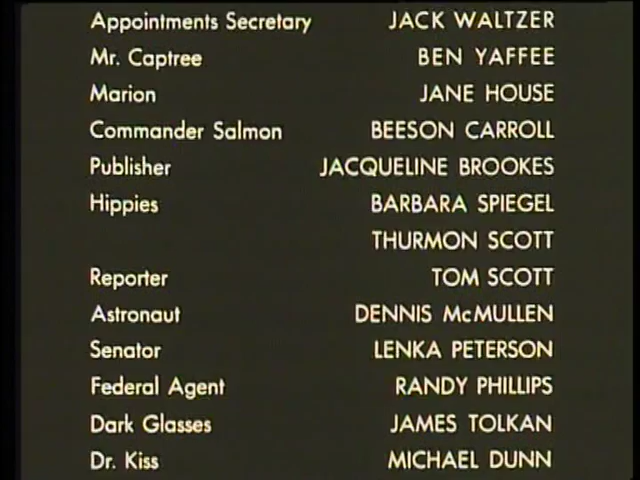 Appointments Secretary JACK WALTZER
Mr. Captree BEN YAFFEE
Marion JANE HOUSE
Commander Salmon BEESON CARROLL
Publisher JACQUELINE BROOKES
Hippies BARBARA SPIEGEL
THURMON SCOTT
Reporter TOM SCOTT
Astronaut DENNIS McMULLEN
Senator LENKA PETERSON
Federal Agent RANDY PHILLIPS
Dark Glasses JAMES TOLKAN
Dr. Kiss MICHAEL DUNN